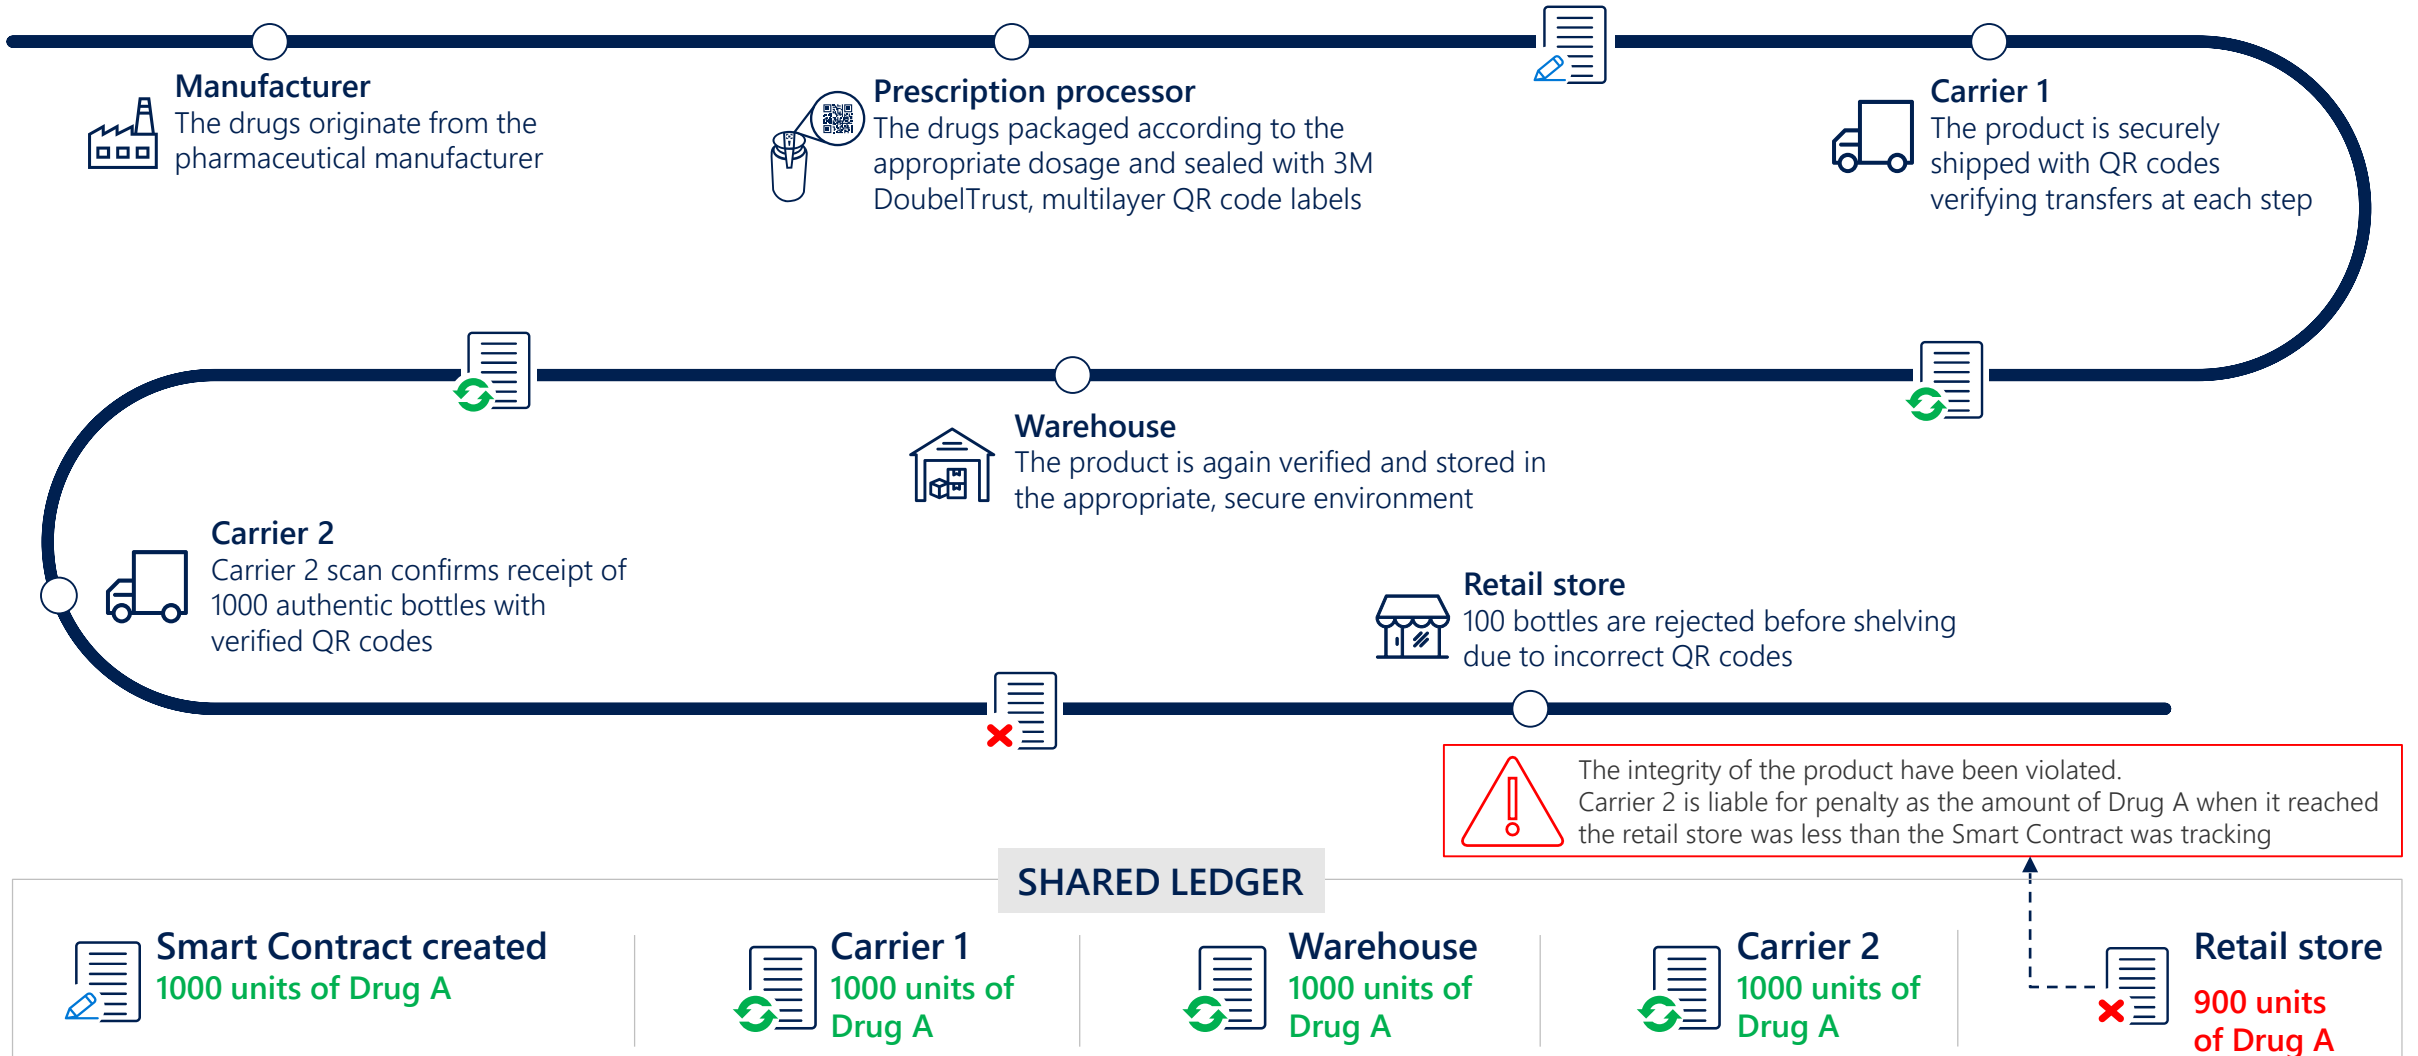 Manufacturer
The drugs originate from the
pharmaceutical manufacturer
Prescription processor
The drugs packaged according to the
appropriate dosage and sealed with 3M
DoubelTrust, multilayer QR code labels
Carrier 1
The product is securely
shipped with QR codes
verifying transfers at each step
Warehouse
The product is again verified and stored in
the appropriate, secure environment
Carrier 2
Carrier 2 scan confirms receipt of
1000 authentic bottles with
verified QR codes
Retail store
100 bottles are rejected before shelving
due to incorrect QR codes
The integrity of the product have been violated.
Carrier 2 is liable for penalty as the amount of Drug A when it reached
the retail store was less than the Smart Contract was tracking
SHARED LEDGER
Smart Contract created
1000 units of Drug A
Carrier 1
1000 units of
Drug A
Warehouse
1000 units of
Drug A
Carrier 2
1000 units of
Drug A
Retail store
900 units
of Drug A